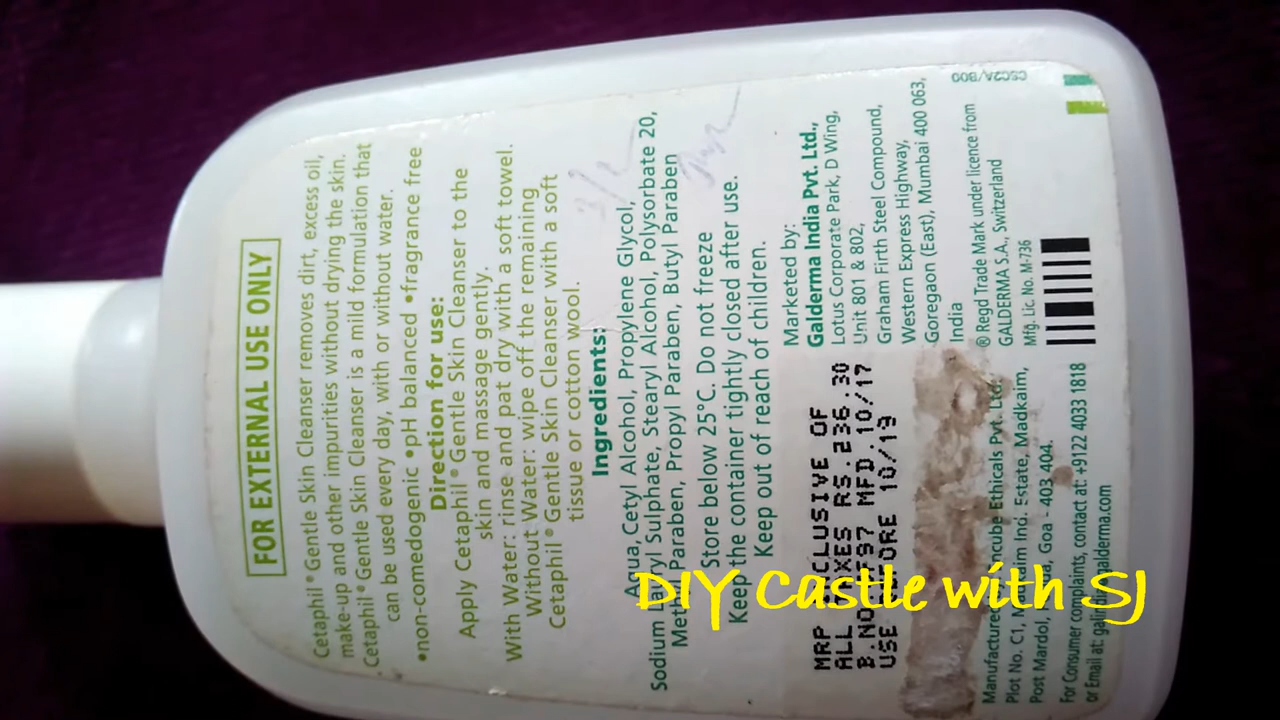 FOR EXTERNAL USE ONLY
Cetaphil® Gentle Skin Cleanser removes dirt, excess oil,
make-up and other impurities without drying the skin.
Cetaphil® Gentle Skin Cleanser is a mild formulation that
can be used every day, with or without water.
•non-comedogenic •pH balanced •fragrance free
Direction for use:
Apply Cetaphil® Gentle Skin Cleanser to the
skin and massage gently.
With Water: rinse and pat dry with a soft towel.
Without Water: wipe off the remaining
Cetaphil® Gentle Skin Cleanser with a soft
tissue or cotton wool.
Ingredients:
Aqua, Cetyl Alcohol, Propylene Glycol,
Sodium Lauryl Sulphate, Stearyl Alcohol, Polysorbate 20,
Methyl Paraben, Propyl Paraben, Butyl Paraben
Store below 25°C. Do not freeze
Keep the container tightly closed after use.
Keep out of reach of children.
MRP INCLUSIVE OF
ALL TAXES RS.236.30
B.NO. MFD.10/17
USE BEFORE 10/19
Marketed by:
Galderma India Pvt. Ltd.,
Lotus Corporate Park, D Wing,
Unit 801 & 802,
Graham Firth Steel Compound,
Western Express Highway,
Goregaon (East), Mumbai 400 063,
India
® Regd Trade Mark under licence from
GALDERMA S.A., Switzerland
Mfg. Lic. No. M-736
Encube Ethicals Pvt. Ltd.
Plot No. C1, Madkaim Ind. Estate, Madkam,
Post Mardol, Goa - 403 404.
For Consumer complaints, contact at: +9122 4033 1818
or Email at:
DIY Castle with SJ